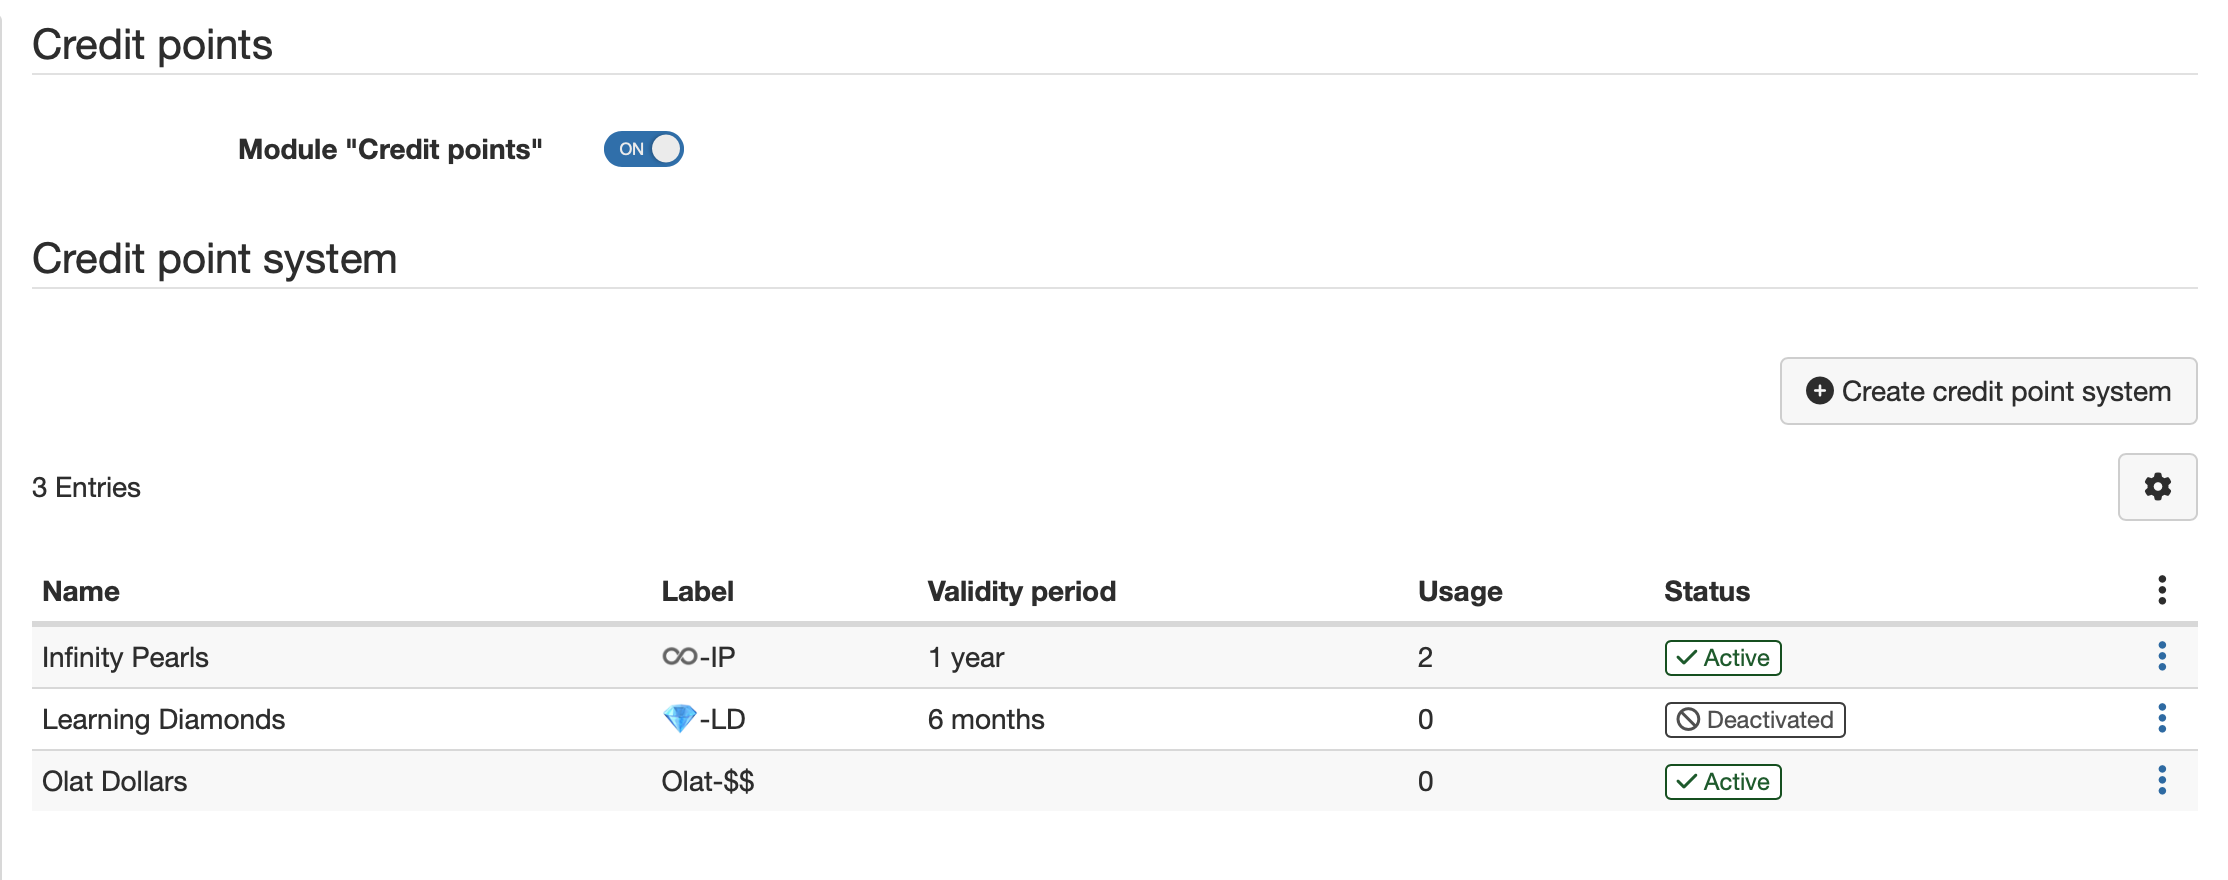 Credit points
Module "Credit points" ON
Credit point system
Create credit point system
3 Entries
Name Label Validity period Usage Status
Infinity Pearls ∞-IP 1 year 2 Active
Learning Diamonds 💎-LD 6 months 0 Deactivated
Olat Dollars Olat-$$ 0 Active